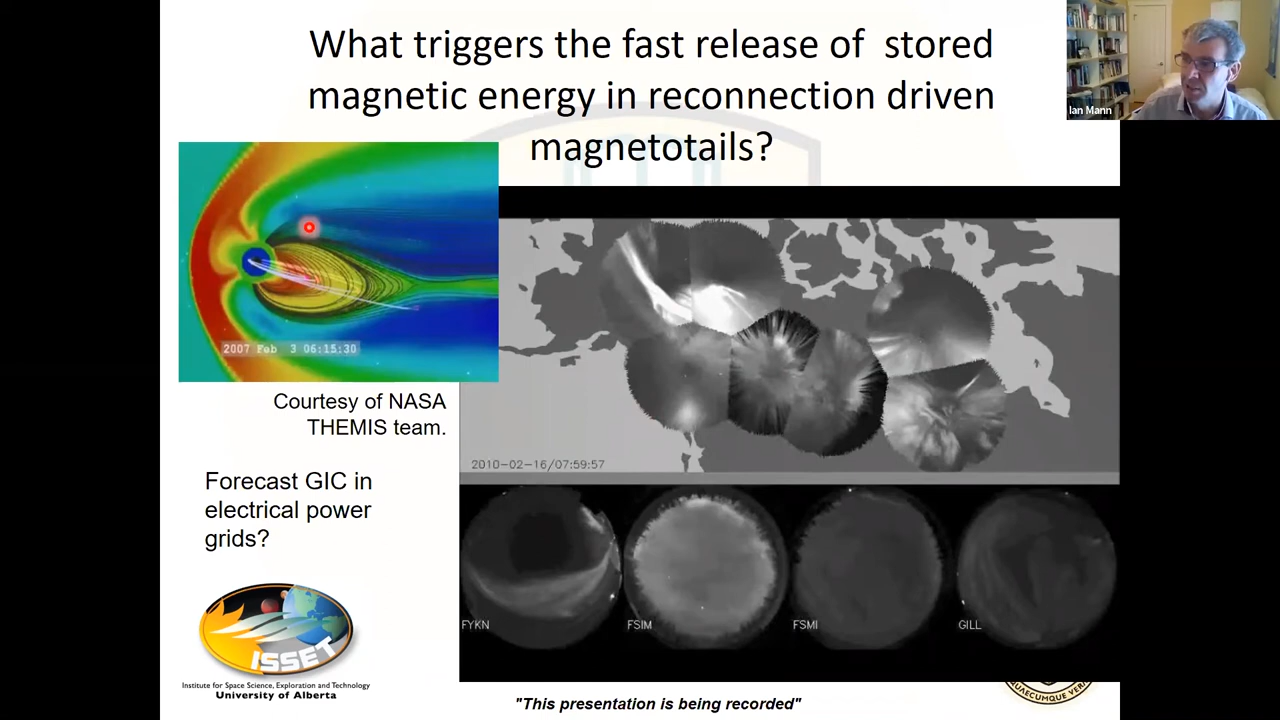 What triggers the fast release of stored
magnetic energy in reconnection driven
magnetotails?
Ian Mann
2007 Feb 3 06:15:30
Courtesy of NASA
THEMIS team.
2010-02-16/07:59:57
Forecast GIC in
electrical power
grids?
FYKN
FSIM
FSMI
GILL
ISSET
Institute for Space Science, Exploration and Technology
University of Alberta
QUAECUMQUE VERA
"This presentation is being recorded"